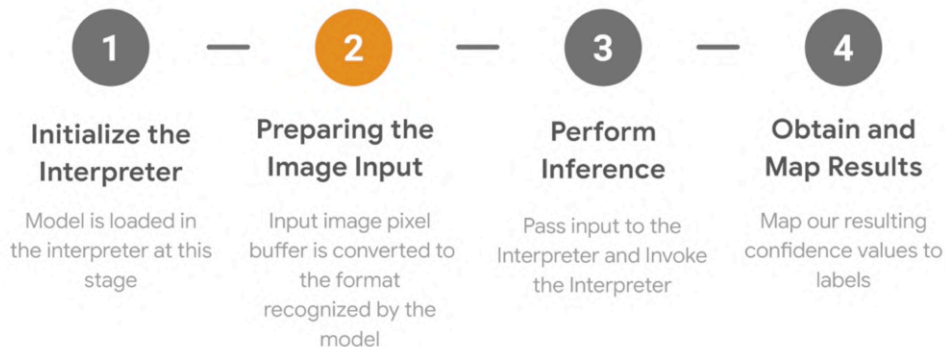 1
2
3
4
Initialize the
Interpreter
Model is loaded in
the interpreter at this
stage
Preparing the
Image Input
Input image pixel
buffer is converted to
the format
recognized by the
model
Perform
Inference
Pass input to the
Interpreter and Invoke
the Interpreter
Obtain and
Map Results
Map our resulting
confidence values to
labels